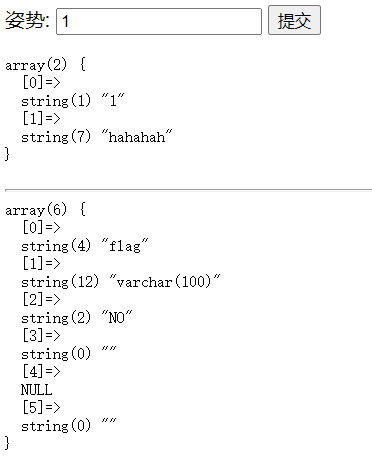 姿势: 1 提交
array(2) {
  [0]=>
  string(1) "1"
  [1]=>
  string(7) "hahahah"
}
array(6) {
  [0]=>
  string(4) "flag"
  [1]=>
  string(12) "varchar(100)"
  [2]=>
  string(2) "NO"
  [3]=>
  string(0) ""
  [4]=>
  NULL
  [5]=>
  string(0) ""
}